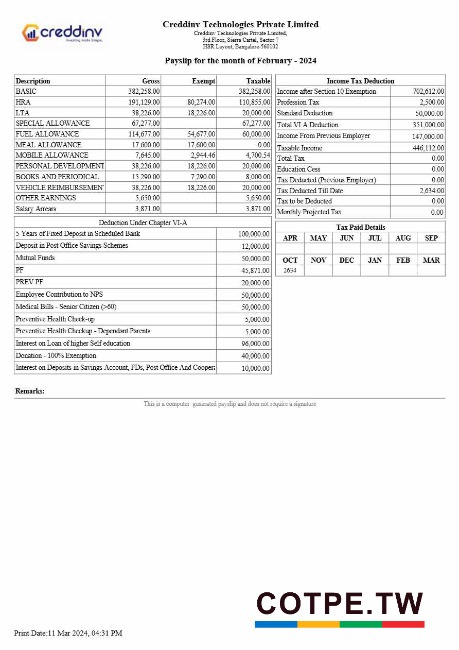 creddinv
Investing made Simple.
Creddinv Technologies Private Limited
Creddinv Technologies Private Limited,
3rd Floor, Sierra Cartel, Sector 7
HSR Layout, Bangalore-560102
Payslip for the month of February - 2024
Description Gross Exempt Taxable
BASIC 382,258.00 382,258.00
HRA 191,129.00 80,274.00 110,855.00
LTA 38,226.00 18,226.00 20,000.00
SPECIAL ALLOWANCE 67,277.00 67,277.00
FUEL ALLOWANCE 114,677.00 54,677.00 60,000.00
MEAL ALLOWANCE 17,600.00 17,600.00 0.00
MOBILE ALLOWANCE 7,645.00 2,944.46 4,700.54
PERSONAL DEVELOPMENT 38,226.00 18,226.00 20,000.00
BOOKS AND PERIODICAL 15,290.00 7,290.00 8,000.00
VEHICLE REIMBURSEMEN 38,226.00 18,226.00 20,000.00
OTHER EARNINGS 5,650.00 5,650.00
Salary Arrears 3,871.00 3,871.00
Deduction Under Chapter VI-A
5 Years of Fixed Deposit in Scheduled Bank 100,000.00
Deposit in Post Office Savings Schemes 12,000.00
Mutual Funds 50,000.00
PF 45,871.00
PREV PF 20,000.00
Employee Contribution to NPS 50,000.00
Medical Bills - Senior Citizen (>60) 50,000.00
Preventive Health Check-up 5,000.00
Preventive Health Checkup - Dependant Parents 5,000.00
Interest on Loan of higher Self education 96,000.00
Donation - 100% Exemption 40,000.00
Interest on Deposits in Savings Account, FDs, Post Office And Cooper 10,000.00
Income Tax Deduction
Income after Section 10 Exemption 702,612.00
Profession Tax 2,500.00
Standard Deduction 50,000.00
Total VI A Deduction 351,000.00
Income From Previous Employer 147,000.00
Taxable Income 446,112.00
Total Tax 0.00
Education Cess 0.00
Tax Deducted (Previous Employer) 0.00
Tax Deducted Till Date 2,634.00
Tax to be Deducted 0.00
Monthly Projected Tax 0.00
Tax Paid Details
APR MAY JUN JUL AUG SEP
OCT NOV DEC JAN FEB MAR
2634
Remarks:
This is a computer generated payslip and does not require a signature
COTPE.TW
Print Date:11 Mar 2024, 04:31 PM